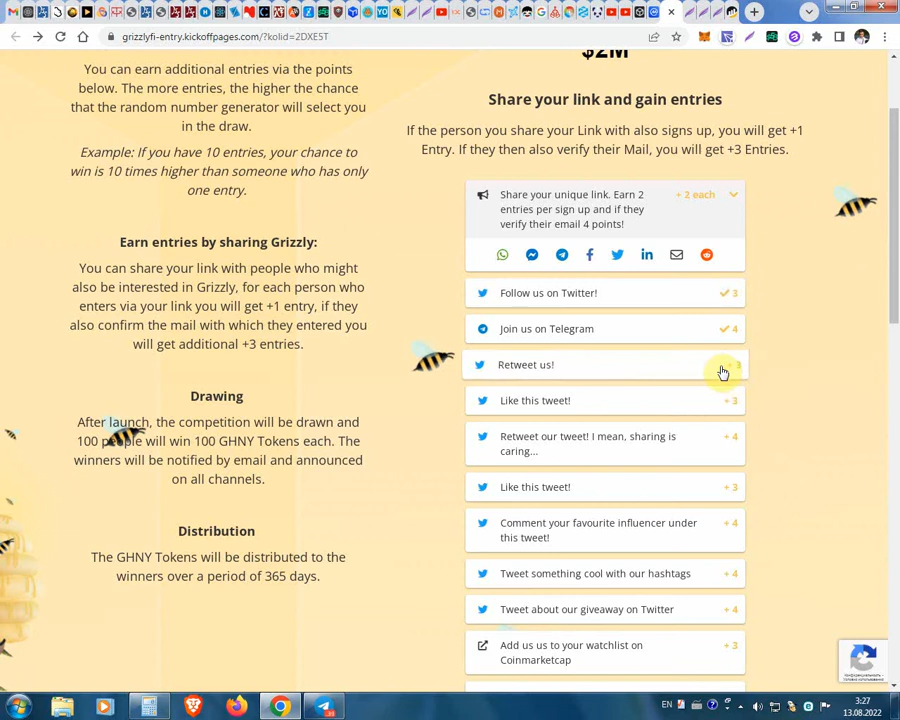 grizzlyfi-entry.kickoffpages.com/?kolid=2DXE5T
$2M
You can earn additional entries via the points
below. The more entries, the higher the chance
that the random number generator will select you
in the draw.
Example: If you have 10 entries, your chance to
win is 10 times higher than someone who has only
one entry.
Earn entries by sharing Grizzly:
You can share your link with people who might
also be interested in Grizzly, for each person who
enters via your link you will get +1 entry, if they
also confirm the mail with which they entered you
will get additional +3 entries.
Drawing
After launch, the competition will be drawn and
100 people will win 100 GHNY Tokens each. The
winners will be notified by email and announced
on all channels.
Distribution
The GHNY Tokens will be distributed to the
winners over a period of 365 days.
Share your link and gain entries
If the person you share your Link with also signs up, you will get +1
Entry. If they then also verify their Mail, you will get +3 Entries.
Share your unique link. Earn 2 + 2 each
entries per sign up and if they
verify their email 4 points!
Follow us on Twitter! 3
Join us on Telegram 4
Retweet us! 3
Like this tweet! + 3
Retweet our tweet! I mean, sharing is + 4
caring...
Like this tweet! + 3
Comment your favourite influencer under + 4
this tweet!
Tweet something cool with our hashtags + 4
Tweet about our giveaway on Twitter + 4
Add us us to your watchlist on + 3
Coinmarketcap
EN
3:27
13.08.2022